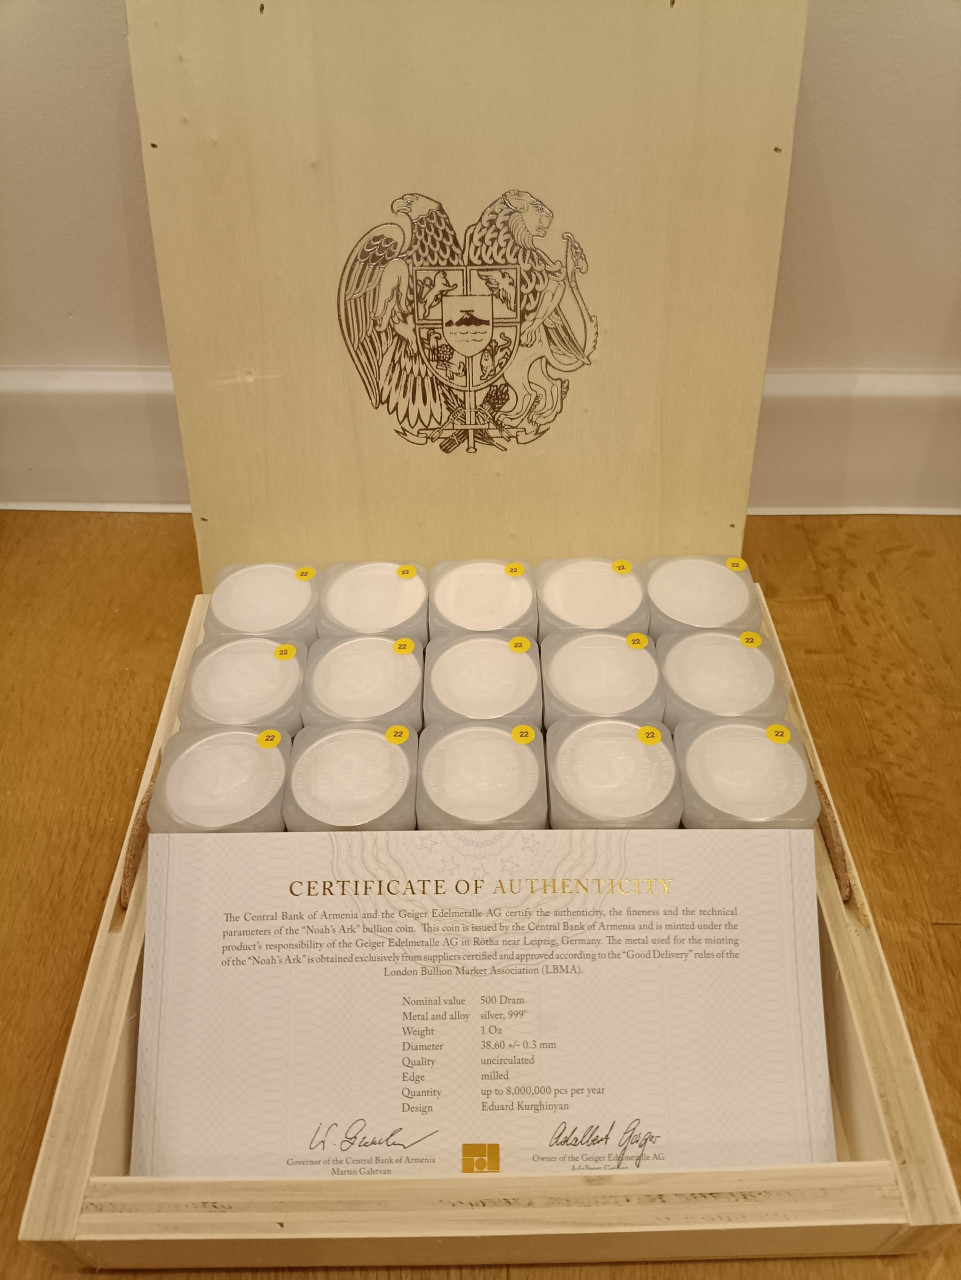 22 22 22 22 22
22 22 22 22 22
22 22 22 22 22
CERTIFICATE OF AUTHENTICITY
The Central Bank of Armenia and the Geiger Edelmetalle AG certify the authenticity, the fineness and the technical
parameters of the "Noah's Ark" bullion coin. This coin is issued by the Central Bank of Armenia and is minted under the
product's responsibility of the Geiger Edelmetalle AG in Rötha near Leipzig, Germany. The metal used for the minting
of the "Noah's Ark" is obtained exclusively from suppliers certified and approved according to the "Good Delivery" rules of the
London Bullion Market Association (LBMA).
Nominal value 500 Dram
Metal and alloy silver, 999°
Weight 1 Oz
Diameter 38.60 +/- 0.3 mm
Quality uncirculated
Edge milled
Quantity up to 8,000,000 pcs per year
Design Eduard Kurghinyan
Adalbert Geiger
Governor of the Central Bank of Armenia Owner of the Geiger Edelmetalle AG
Martin Galstyan Adalbert Geiger